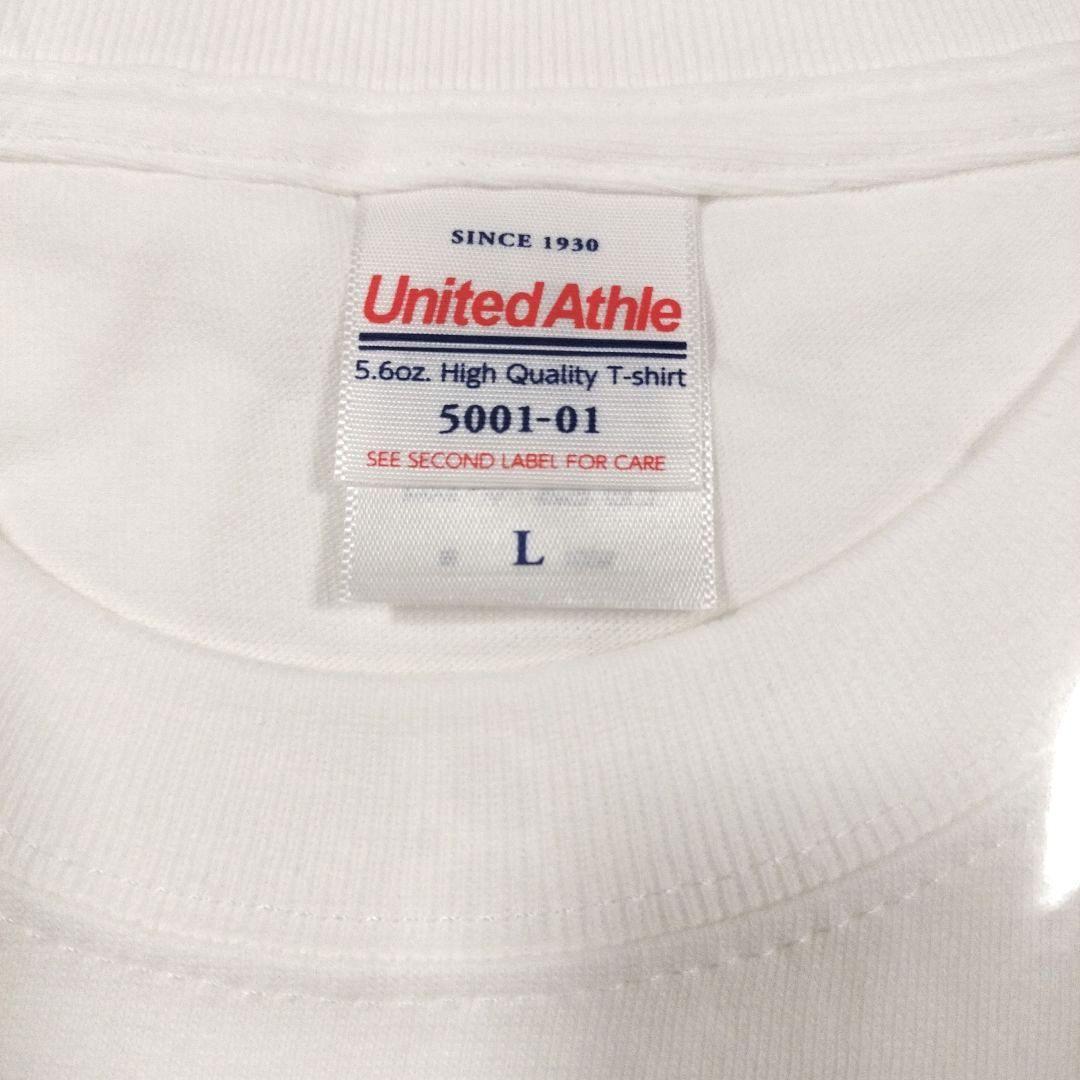 SINCE 1930
United Athle
5.6oz. High Quality T-shirt
5001-01
SEE SECOND LABEL FOR CARE
L